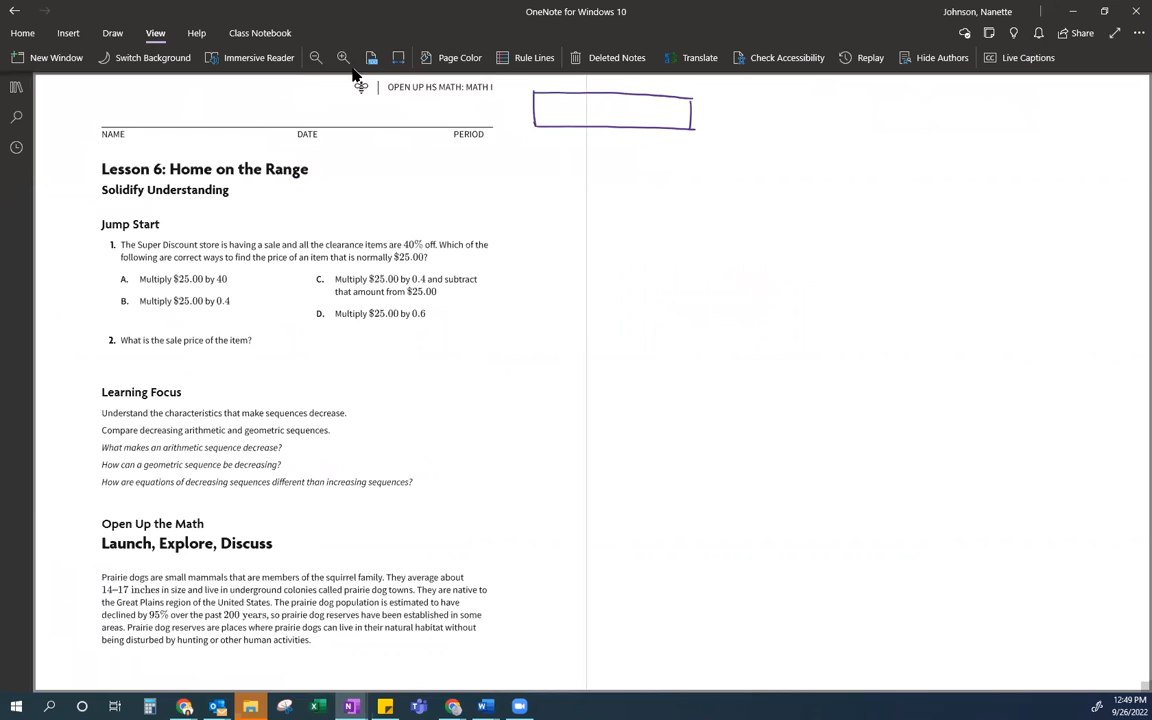 OneNote for Windows 10
Johnson, Nanette
Home Insert Draw View Help Class Notebook
Share
New Window Switch Background Immersive Reader Page Color Rule Lines Deleted Notes Translate Check Accessibility Replay Hide Authors Live Captions
OPEN UP HS MATH: MATH I
NAME DATE PERIOD
Lesson 6: Home on the Range
Solidify Understanding
Jump Start
1. The Super Discount store is having a sale and all the clearance items are 40% off. Which of the
following are correct ways to find the price of an item that is normally $25.00?
A. Multiply $25.00 by 40
B. Multiply $25.00 by 0.4
C. Multiply $25.00 by 0.4 and subtract
that amount from $25.00
D. Multiply $25.00 by 0.6
2. What is the sale price of the item?
Learning Focus
Understand the characteristics that make sequences decrease.
Compare decreasing arithmetic and geometric sequences.
What makes an arithmetic sequence decrease?
How can a geometric sequence be decreasing?
How are equations of decreasing sequences different than increasing sequences?
Open Up the Math
Launch, Explore, Discuss
Prairie dogs are small mammals that are members of the squirrel family. They average about
14–17 inches in size and live in underground colonies called prairie dog towns. They are native to
the Great Plains region of the United States. The prairie dog population is estimated to have
declined by 95% over the past 200 years, so prairie dog reserves have been established in some
areas. Prairie dog reserves are places where prairie dogs can live in their natural habitat without
being disturbed by hunting or other human activities.
12:49 PM
9/26/2022